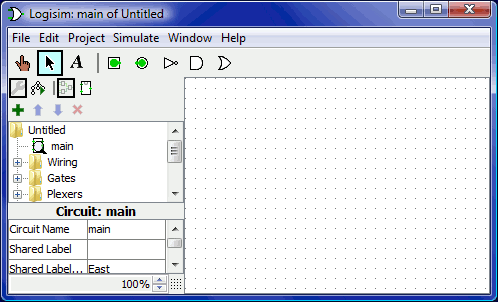 Logisim: main of Untitled
File Edit Project Simulate Window Help
A
Untitled
main
Wiring
Gates
Plexers
Circuit: main
Circuit Name main
Shared Label
Shared Label... East
100%